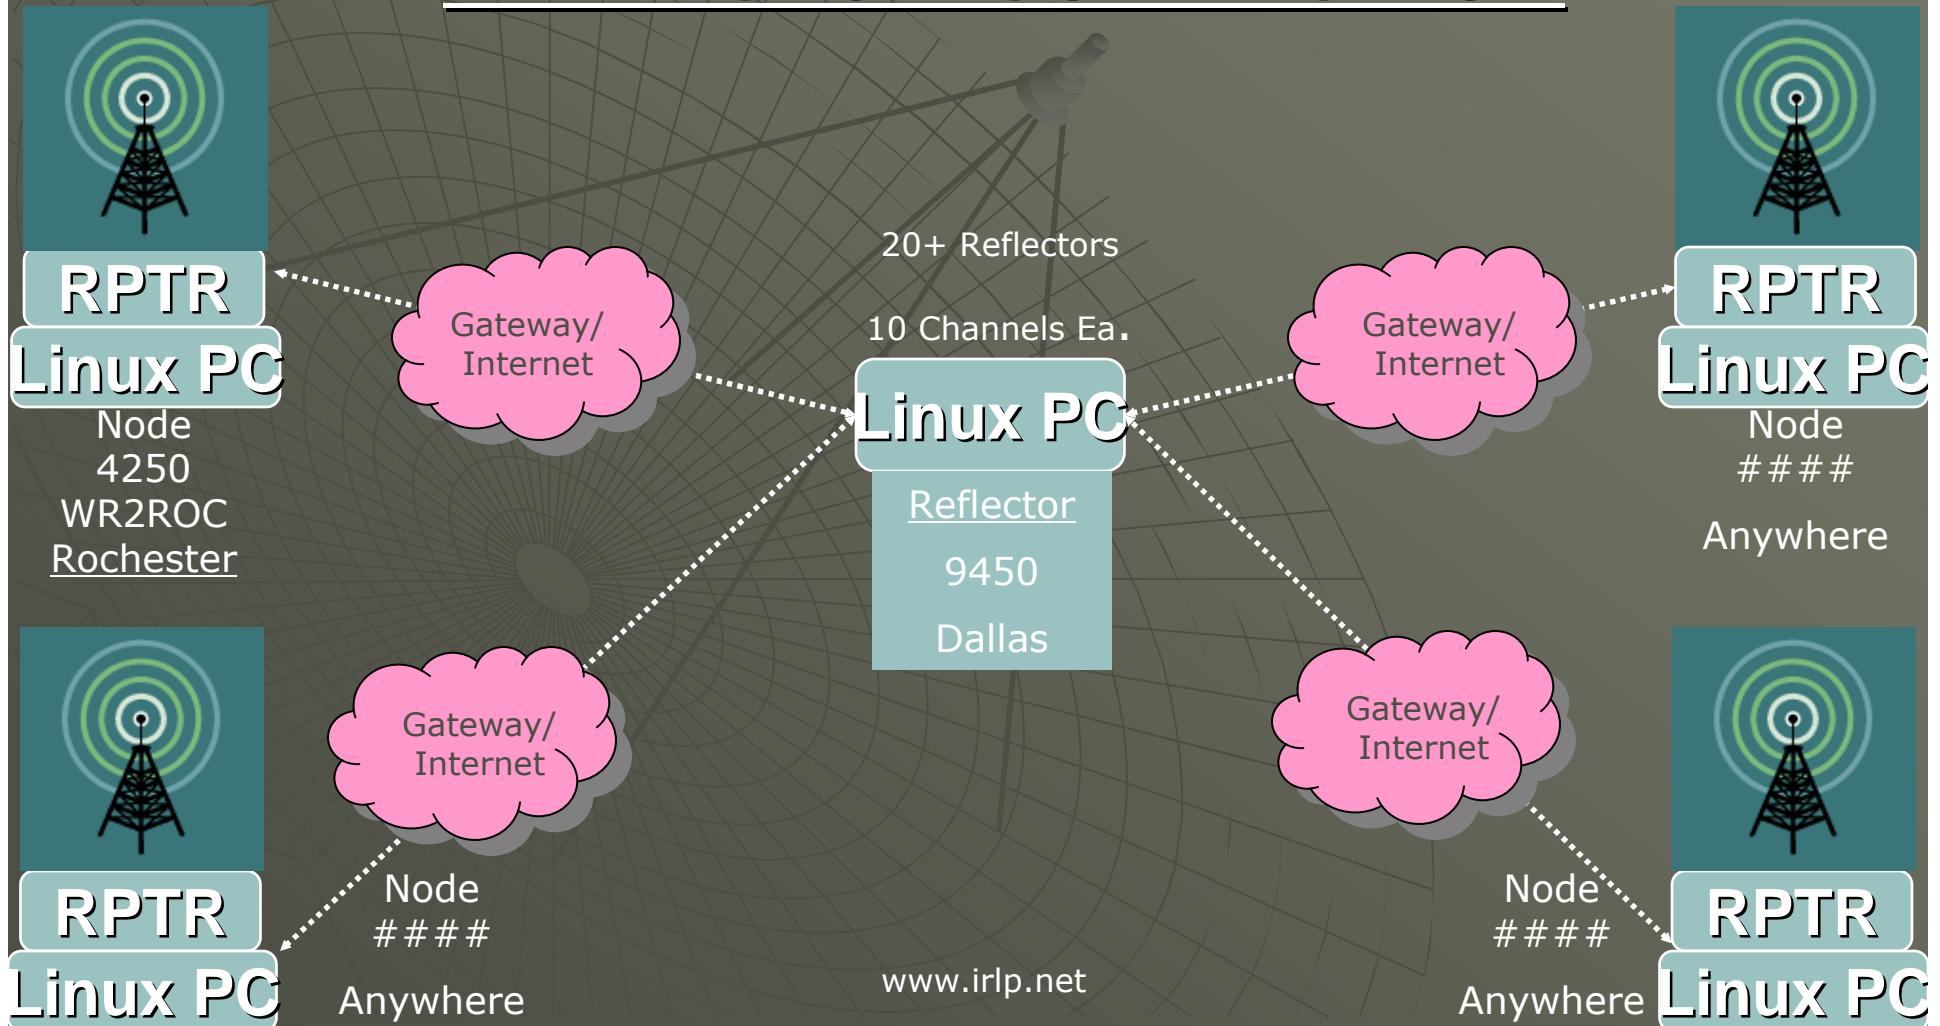 RPTR
Linux PC
Node
4250
WR2ROC
Rochester
Gateway/
Internet
20+ Reflectors
10 Channels Ea.
Linux PC
Reflector
9450
Dallas
Gateway/
Internet
RPTR
Linux PC
Node
####
Anywhere
Gateway/
Internet
RPTR
Linux PC
Node
####
Anywhere
www.irlp.net
Gateway/
Internet
Node
####
Anywhere
RPTR
Linux PC